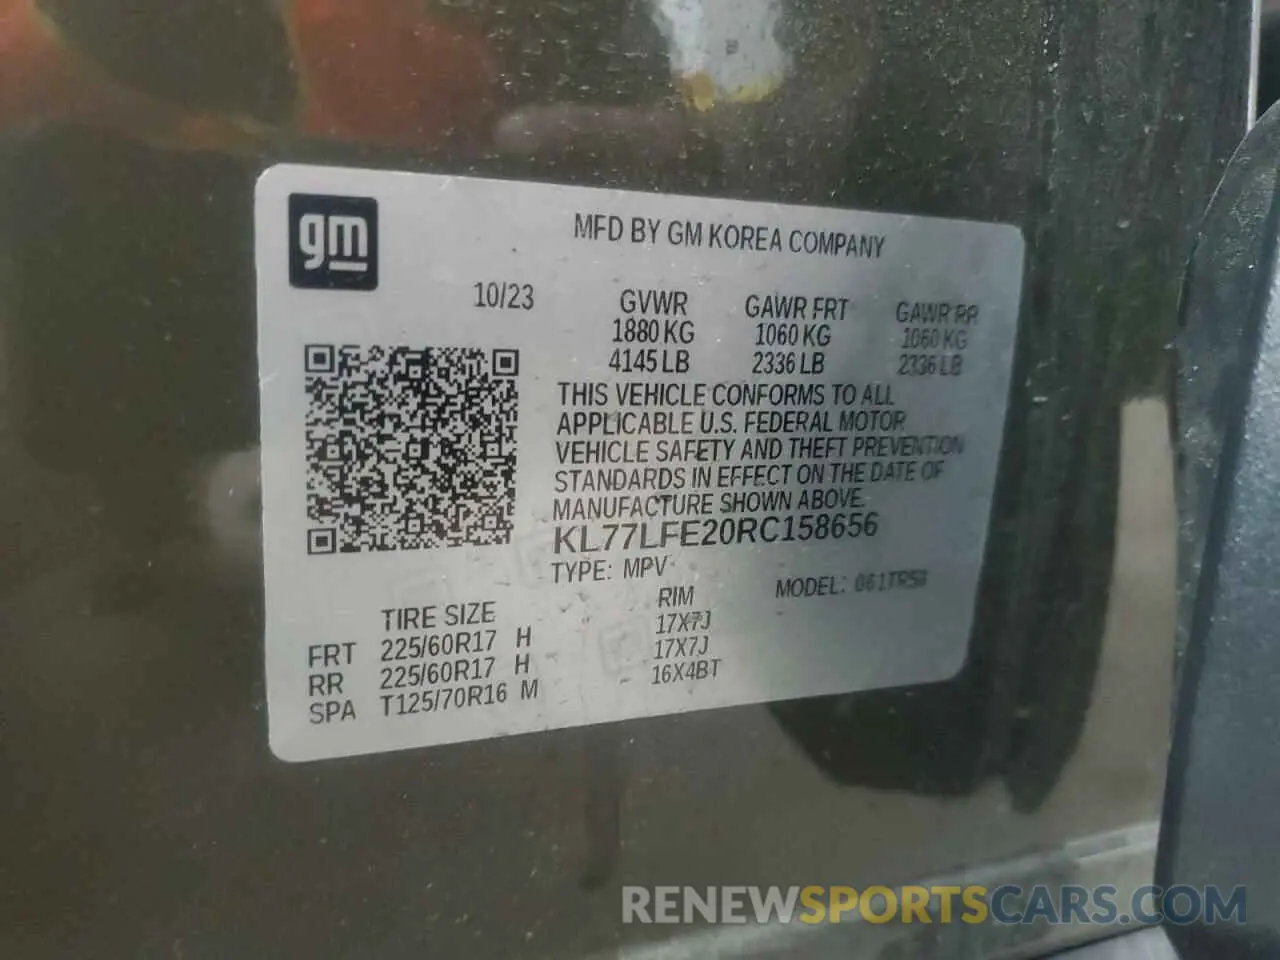 gm
MFD BY GM KOREA COMPANY
10/23
GVWR GAWR FRT GAWR RR
1880 KG 1060 KG 1060 KG
4145 LB 2336 LB 2336 LB
THIS VEHICLE CONFORMS TO ALL
APPLICABLE U.S. FEDERAL MOTOR
VEHICLE SAFETY AND THEFT PREVENTION
STANDARDS IN EFFECT ON THE DATE OF
MANUFACTURE SHOWN ABOVE.
KL77LFE20RC158656
TYPE: MPV
MODEL:
TIRE SIZE RIM
FRT 225/60R17 H 17X7J
RR 225/60R17 H 17X7J
SPA T125/70R16 M 16X4BT
RENEWSPORTSCARS.COM